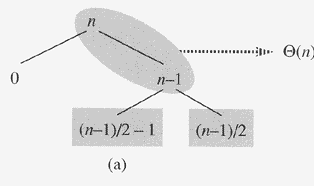 n
Θ(n)
0
n–1
(n–1)/2 – 1
(n–1)/2
(a)